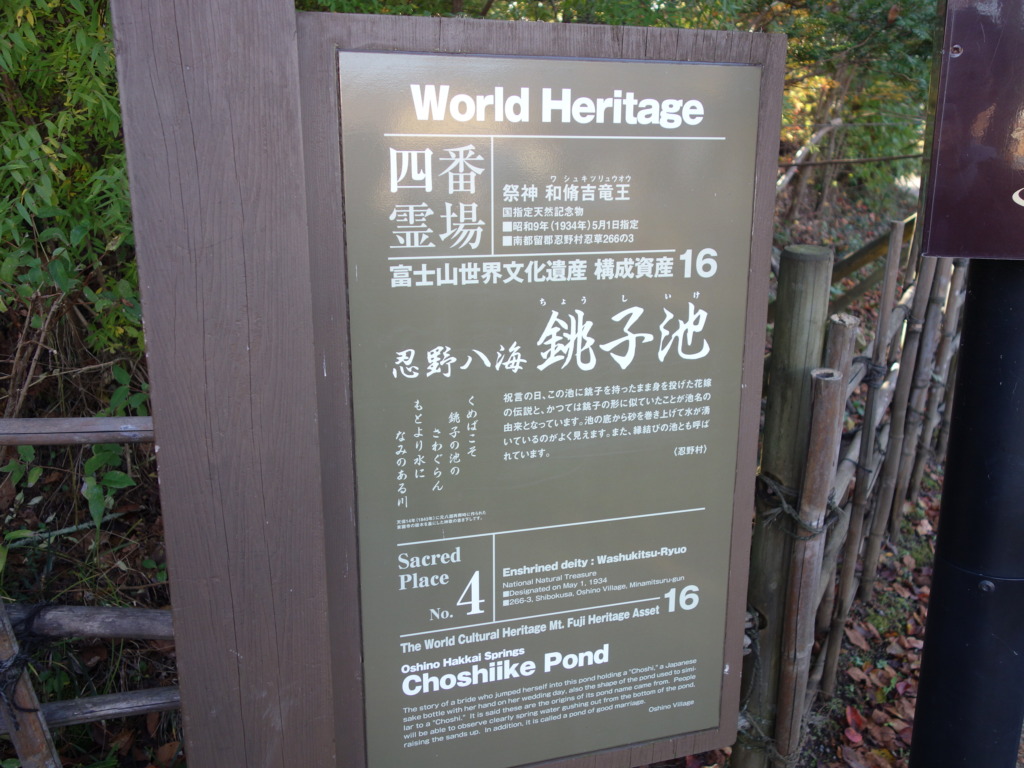 World Heritage
四番
霊場
ワ シュキツリュウオウ
祭神 和脩吉竜王
国指定天然記念物
■昭和9年(1934年)5月1日指定
■南都留郡忍野村忍草266の3
富士山世界文化遺産 構成資産 16
ちょう し いけ
忍野八海 銚子池
祝言の日、この池に銚子を持ったまま身を投げた花嫁
の伝説と、かつては銚子の形に似ていたことが池名の
由来となっています。池の底から砂を巻き上げて水が湧
いているのがよく見えます。また、縁結びの池とも呼ば
れています。
(忍野村)
くめばこそ
銚子の池の
さわぐらん
もとより水に
なみのある川
Sacred
Place
No. 4
Enshrined deity : Washukitsu-Ryuo
National Natural Treasure
■Designated on May 1, 1934
■266-3, Shibokusa, Oshino Village, Minamitsuru-gun
The World Cultural Heritage Mt. Fuji Heritage Asset 16
Oshino Hakkai Springs
Choshiike Pond
The story of a bride who jumped herself into this pond holding a "Choshi," a Japanese
sake bottle with her hand on her wedding day, also the shape of the pond used to simi-
lar to a "Choshi." It is said these are the origins of its pond name came from. People
will be able to observe clearly spring water gushing out from the bottom of the pond,
raising the sands up. In addition, it is called a pond of good marriage.
Oshino Village